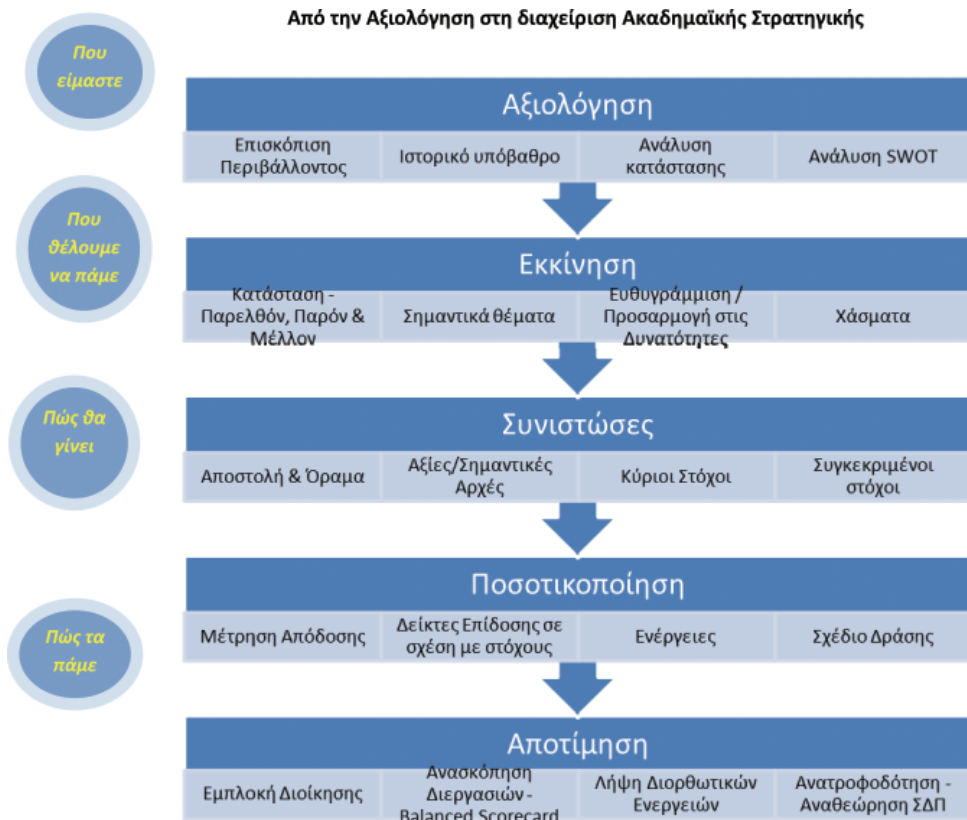 Από την Αξιολόγηση στη διαχείριση Ακαδημαϊκής Στρατηγικής
Που
είμαστε
Αξιολόγηση
Επισκόπιση
Περιβάλλοντος
Ιστορικό υπόβαθρο
Ανάλυση
κατάστασης
Ανάλυση SWOT
Που
θέλουμε
να πάμε
Εκκίνηση
Κατάσταση -
Παρελθόν, Παρόν &
Μέλλον
Σημαντικά θέματα
Ευθυγράμμιση /
Προσαρμογή στις
Δυνατότητες
Χάσματα
Πώς θα
γίνει
Συνιστώσες
Αποστολή & Όραμα
Αξίες/Σημαντικές
Αρχές
Κύριοι Στόχοι
Συγκεκριμένοι
στόχοι
Πώς τα
πάμε
Ποσοτικοποίηση
Μέτρηση Απόδοσης
Δείκτες Επίδοσης σε
σχέση με στόχους
Ενέργειες
Σχέδιο Δράσης
Αποτίμηση
Εμπλοκή Διοίκησης
Ανασκόπηση
Διεργασιών -
Balanced Scorecard
Λήψη Διορθωτικών
Ενεργειών
Ανατροφοδότηση -
Αναθεώρηση ΣΔΠ